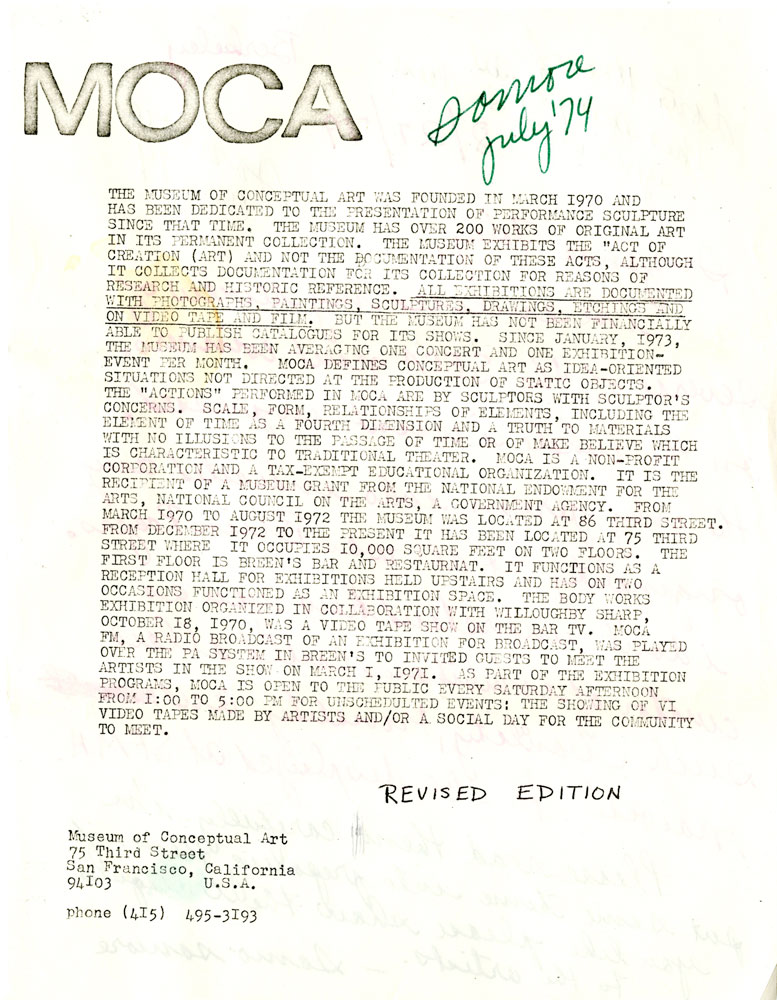 MOCA
Somore
july '74
THE MUSEUM OF CONCEPTUAL ART WAS FOUNDED IN MARCH I970 AND
HAS BEEN DEDICATED TO THE PRESENTATION OF PERFORMANCE SCULPTURE
SINCE THAT TIME. THE MUSEUM HAS OVER 200 WORKS OF ORIGINAL ART
IN ITS PERMANENT COLLECTION. THE MUSEUM EXHIBITS THE "ACT OF
CREATION (ART) AND NOT THE DOCUMENTATION OF THESE ACTS, ALTHOUGH
IT COLLECTS DOCUMENTATION FOR ITS COLLECTION FOR REASONS OF
RESEARCH AND HISTORIC REFERENCE. ALL EXHIBITIONS ARE DOCUMENTED
WITH PHOTOGRAPHS, PAINTINGS, SCULPTURES, DRAWINGS, ETCHINGS AND
ON VIDEO TAPE AND FILM. BUT THE MUSEUM HAS NOT BEEN FINANCIALLY
ABLE TO PUBLISH CATALOGUES FOR ITS SHOWS. SINCE JANUARY, I973,
THE MUSEUM HAS BEEN AVERAGING ONE CONCERT AND ONE EXHIBITION-
EVENT PER MONTH. MOCA DEFINES CONCEPTUAL ART AS IDEA-ORIENTED
SITUATIONS NOT DIRECTED AT THE PRODUCTION OF STATIC OBJECTS.
THE "ACTIONS" PERFORMED IN MOCA ARE BY SCULPTORS WITH SCULPTOR'S
CONCERNS. SCALE, FORM, RELATIONSHIPS OF ELEMENTS, INCLUDING THE
ELEMENT OF TIME AS A FOURTH DIMENSION AND A TRUTH TO MATERIALS
WITH NO ILLUSIONS TO THE PASSAGE OF TIME OR OF MAKE BELIEVE WHICH
IS CHARACTERISTIC TO TRADITIONAL THEATER. MOCA IS A NON-PROFIT
CORPORATION AND A TAX-EXEMPT EDUCATIONAL ORGANIZATION. IT IS THE
RECIPIENT OF A MUSEUM GRANT FROM THE NATIONAL ENDOWMENT FOR THE
ARTS, NATIONAL COUNCIL ON THE ARTS, A GOVERNMENT AGENCY. FROM
MARCH I970 TO AUGUST I972 THE MUSEUM WAS LOCATED AT 86 THIRD STREET.
FROM DECEMBER I972 TO THE PRESENT IT HAS BEEN LOCATED AT 75 THIRD
STREET WHERE IT OCCUPIES I0,000 SQUARE FEET ON TWO FLOORS. THE
FIRST FLOOR IS BREEN'S BAR AND RESTAURNAT. IT FUNCTIONS AS A
RECEPTION HALL FOR EXHIBITIONS HELD UPSTAIRS AND HAS ON TWO
OCCASIONS FUNCTIONED AS AN EXHIBITION SPACE. THE BODY WORKS
EXHIBITION ORGANIZED IN COLLABORATION WITH WILLOUGHBY SHARP,
OCTOBER I8, I970, WAS A VIDEO TAPE SHOW ON THE BAR TV. MOCA
FM, A RADIO BROADCAST OF AN EXHIBITION FOR BROADCAST, WAS PLAYED
OVER THE PA SYSTEM IN BREEN'S TO INVITED GUESTS TO MEET THE
ARTISTS IN THE SHOW ON MARCH I, I97I. AS PART OF THE EXHIBITION
PROGRAMS, MOCA IS OPEN TO THE PUBLIC EVERY SATURDAY AFTERNOON
FROM I:00 TO 5:00 PM FOR UNSCHEDULTED EVENTS: THE SHOWING OF VI
VIDEO TAPES MADE BY ARTISTS AND/OR A SOCIAL DAY FOR THE COMMUNITY
TO MEET.
REVISED EDITION
Museum of Conceptual Art
75 Third Street
San Francisco, California
94I03 U.S.A.
phone (4I5) 495-3I93